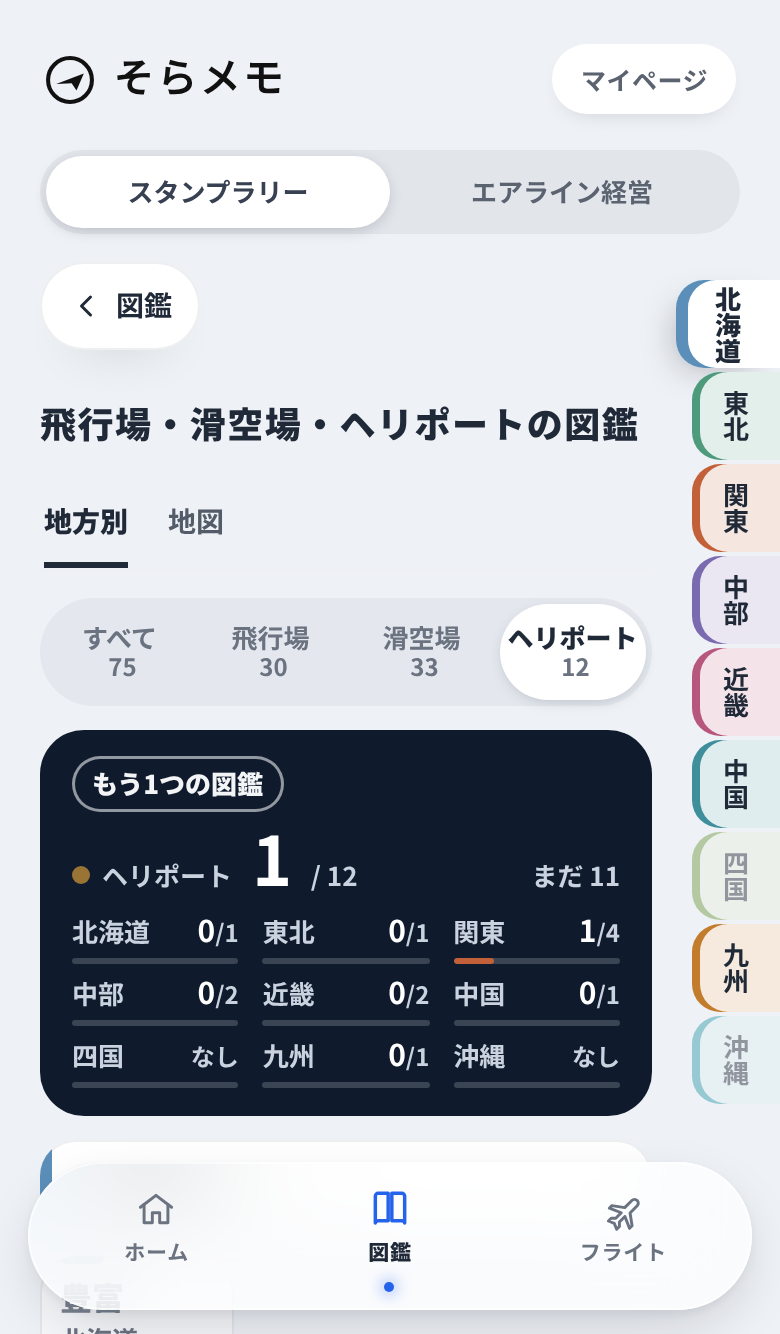 そらメモ
マイページ
スタンプラリー
エアライン経営
図鑑
飛行場・滑空場・ヘリポートの図鑑
地方別
地図
すべて
75
飛行場
30
滑空場
33
ヘリポート
12
もう1つの図鑑
ヘリポート 1 / 12
まだ 11
北海道 0/1
東北 0/1
関東 1/4
中部 0/2
近畿 0/2
中国 0/1
四国 なし
九州 0/1
沖縄 なし
北海道
東北
関東
中部
近畿
中国
四国
九州
沖縄
豊富
北海道
ホーム
図鑑
フライト